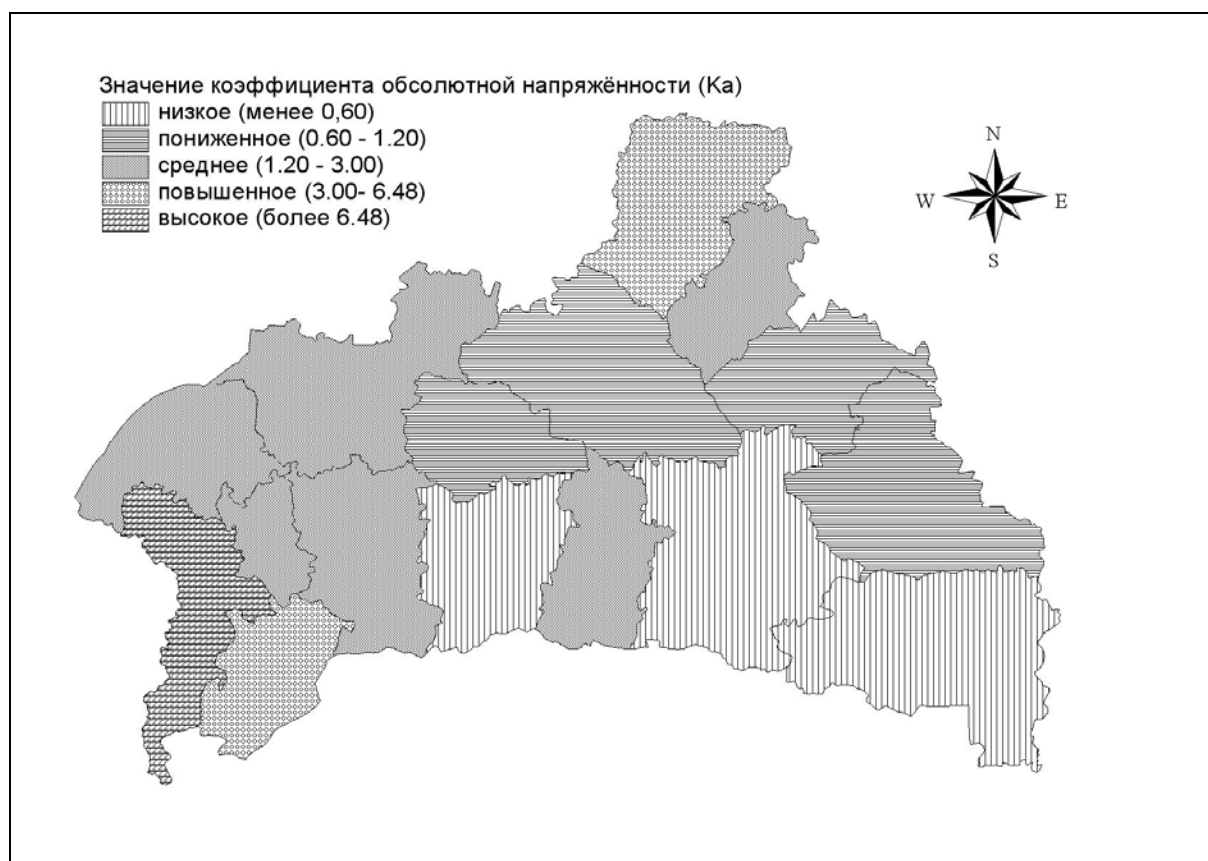 Значение коэффициента обсолютной напряжённости (Ка)
низкое (менее 0,60)
пониженное (0.60 - 1.20)
среднее (1.20 - 3.00)
повышенное (3.00- 6.48)
высокое (более 6.48)
N
W
E
S